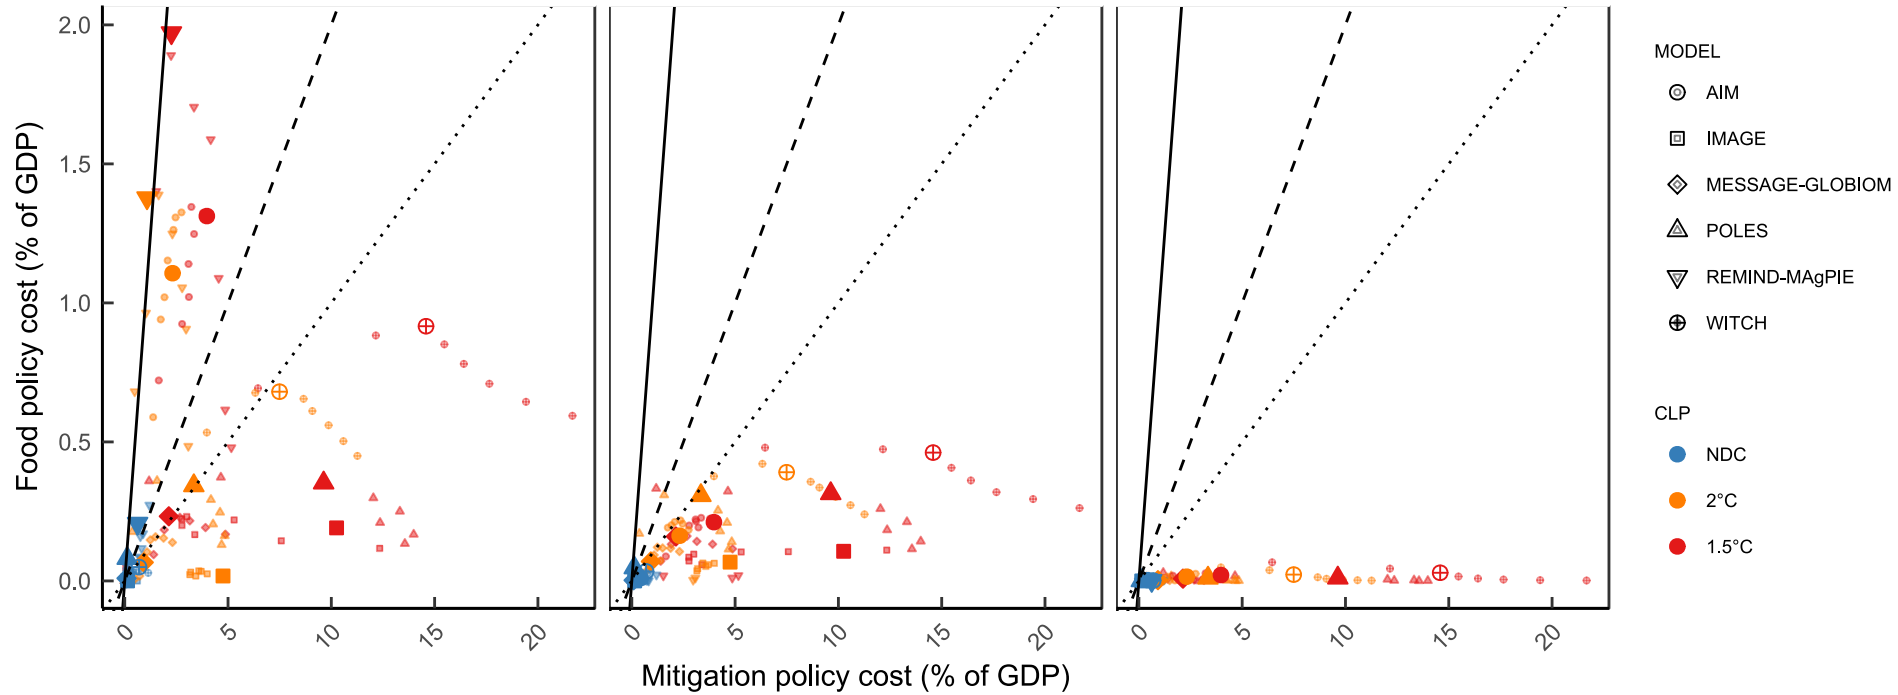 Food policy cost (% of GDP)
2.0
1.5
1.0
0.5
0.0
0 5 10 15 20
0 5 10 15 20
0 5 10 15 20
Mitigation policy cost (% of GDP)
MODEL
AIM
IMAGE
MESSAGE-GLOBIOM
POLES
REMIND-MAgPIE
WITCH
CLP
NDC
2°C
1.5°C